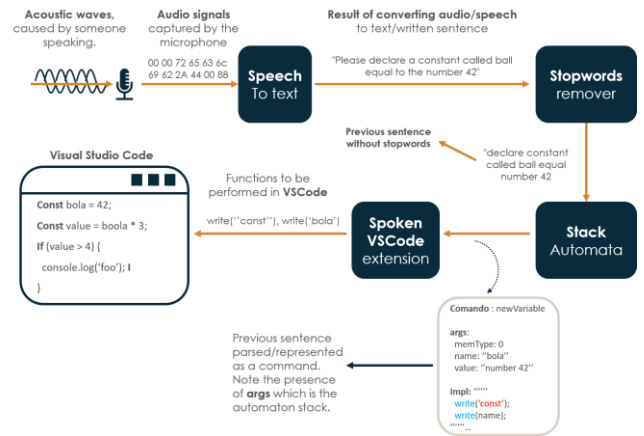 Acoustic waves,
caused by someone
speaking.
Audio signals
captured by the
microphone
00 00 72 65 63 6c
69 62 2A 44 00 88
Speech
To text
Result of converting audio/speech
to text/written sentence
"Please declare a constant called ball
equal to the number 42"
Stopwords
remover
Previous sentence
without stopwords
"declare constant
called ball equal
number 42
Stack
Automata
Spoken
VSCode
extension
Functions to be
performed in VSCode
write(''const''), write('bola')
Visual Studio Code
Const bola = 42;
Const value = boola * 3;
If (value > 4) {
console.log('foo'); I
}
Comando : newVariable
args:
memType: 0
name: ''bola''
value: ''number 42''
Impl: ''''''
write('const');
write(name);
''''''...
Previous sentence
parsed/represented
as a command.
Note the presence
of args which is the
automaton stack.